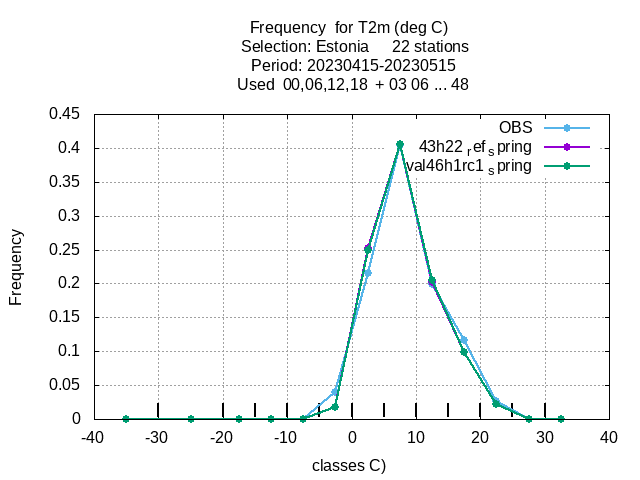 Frequency for T2m (deg C)
Selection: Estonia 22 stations
Period: 20230415-20230515
Used 00,06,12,18 + 03 06 ... 48
0.45
0.4
0.35
0.3
0.25
0.2
0.15
0.1
0.05
0
Frequency
OBS
43h22 ref s pring
val46h1rc1 s pring
-40 -30 -20 -10 0 10 20 30 40
classes C)